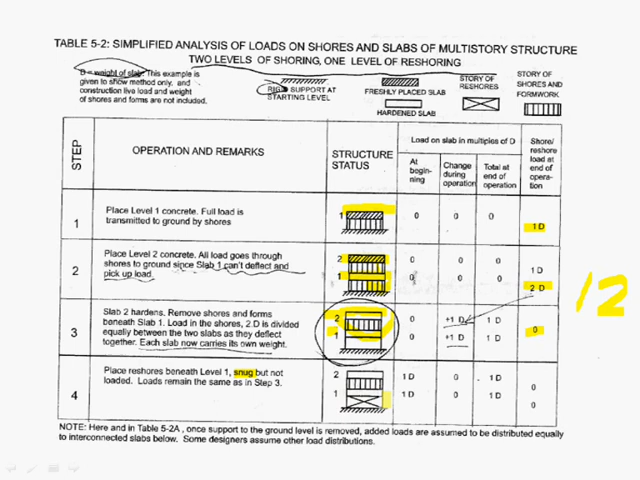 TABLE 5-2: SIMPLIFIED ANALYSIS OF LOADS ON SHORES AND SLABS OF MULTISTORY STRUCTURE
TWO LEVELS OF SHORING, ONE LEVEL OF RESHORING
D = weight of slab. This example is
given to show method only, and
construction live load and weight
of shores and forms are not included.
RIGID SUPPORT AT
STARTING LEVEL
FRESHLY PLACED SLAB
HARDENED SLAB
STORY OF
RESHORES
STORY OF
SHORES AND
FORMWORK
STEP
OPERATION AND REMARKS
STRUCTURE
STATUS
Load on slab in multiples of D
At
begin-
ning
Change
during
operation
Total at
end of
operation
Shore/
reshore
load at
end of
opera-
tion
1
Place Level 1 concrete. Full load is
transmitted to ground by shores
1
0 0 0
1 D
2
Place Level 2 concrete. All load goes through
shores to ground since Slab 1 can't deflect and
pick up load.
2
1
0 0 0
0 0 0
1 D
2 D
/2
3
Slab 2 hardens. Remove shores and forms
beneath Slab 1. Load in the shores, 2 D is divided
equally between the two slabs as they deflect
together. Each slab now carries its own weight.
2
1
0 +1 D 1 D
0 +1 D 1 D
0
4
Place reshores beneath Level 1, snug but not
loaded. Loads remain the same as in Step 3.
2
1
1 D 0 1 D
1 D 0 1 D
0
0
NOTE: Here and in Table 5-2A, once support to the ground level is removed, added loads are assumed to be distributed equally
to interconnected slabs below. Some designers assume other load distributions.